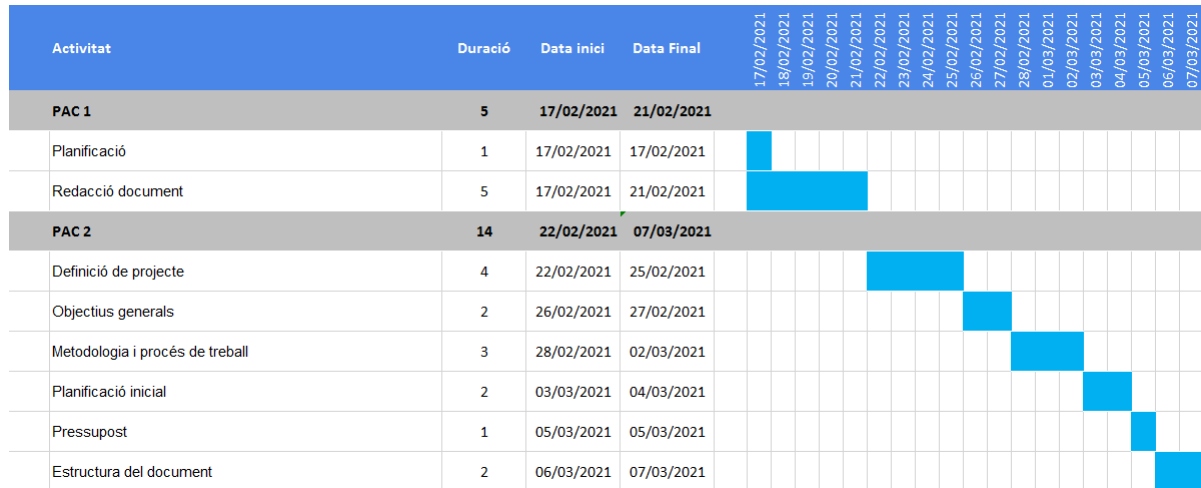 Activitat Duració Data inici Data Final 17/02/2021 18/02/2021 19/02/2021 20/02/2021 21/02/2021 22/02/2021 23/02/2021 24/02/2021 25/02/2021 26/02/2021 27/02/2021 28/02/2021 01/03/2021 02/03/2021 03/03/2021 04/03/2021 05/03/2021 06/03/2021 07/03/2021
PAC 1 5 17/02/2021 21/02/2021
Planificació 1 17/02/2021 17/02/2021
Redacció document 5 17/02/2021 21/02/2021
PAC 2 14 22/02/2021 07/03/2021
Definició de projecte 4 22/02/2021 25/02/2021
Objectius generals 2 26/02/2021 27/02/2021
Metodologia i procés de treball 3 28/02/2021 02/03/2021
Planificació inicial 2 03/03/2021 04/03/2021
Pressupost 1 05/03/2021 05/03/2021
Estructura del document 2 06/03/2021 07/03/2021